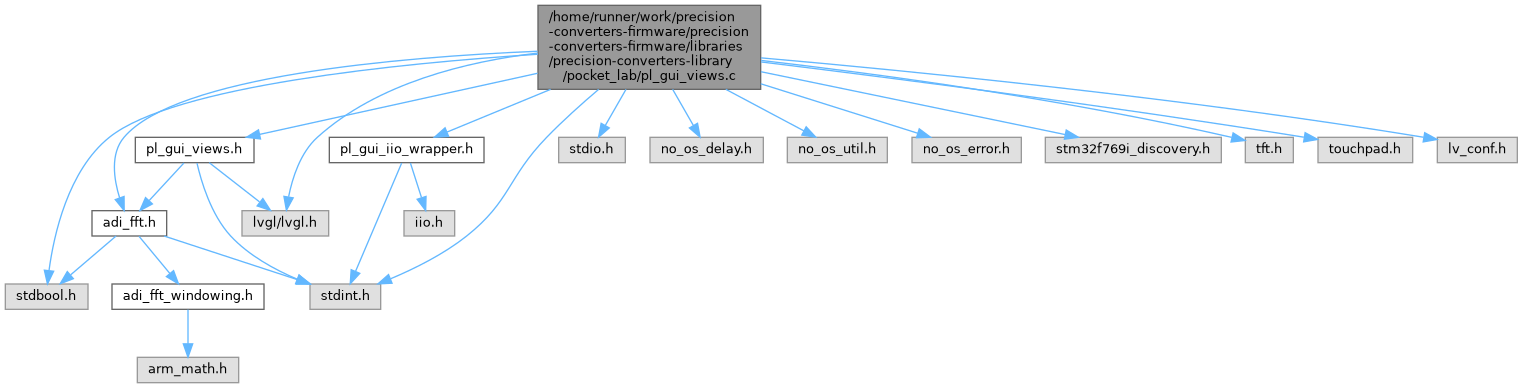 /home/runner/work/precision
-converters-firmware/precision
-converters-firmware/libraries
/precision-converters-library
/pocket_lab/pl_gui_views.c
pl_gui_views.h
pl_gui_iio_wrapper.h
stdio.h
no_os_delay.h
no_os_util.h
no_os_error.h
stm32f769i_discovery.h
tft.h
touchpad.h
lv_conf.h
adi_fft.h
lvgl/lvgl.h
iio.h
stdbool.h
adi_fft_windowing.h
stdint.h
arm_math.h